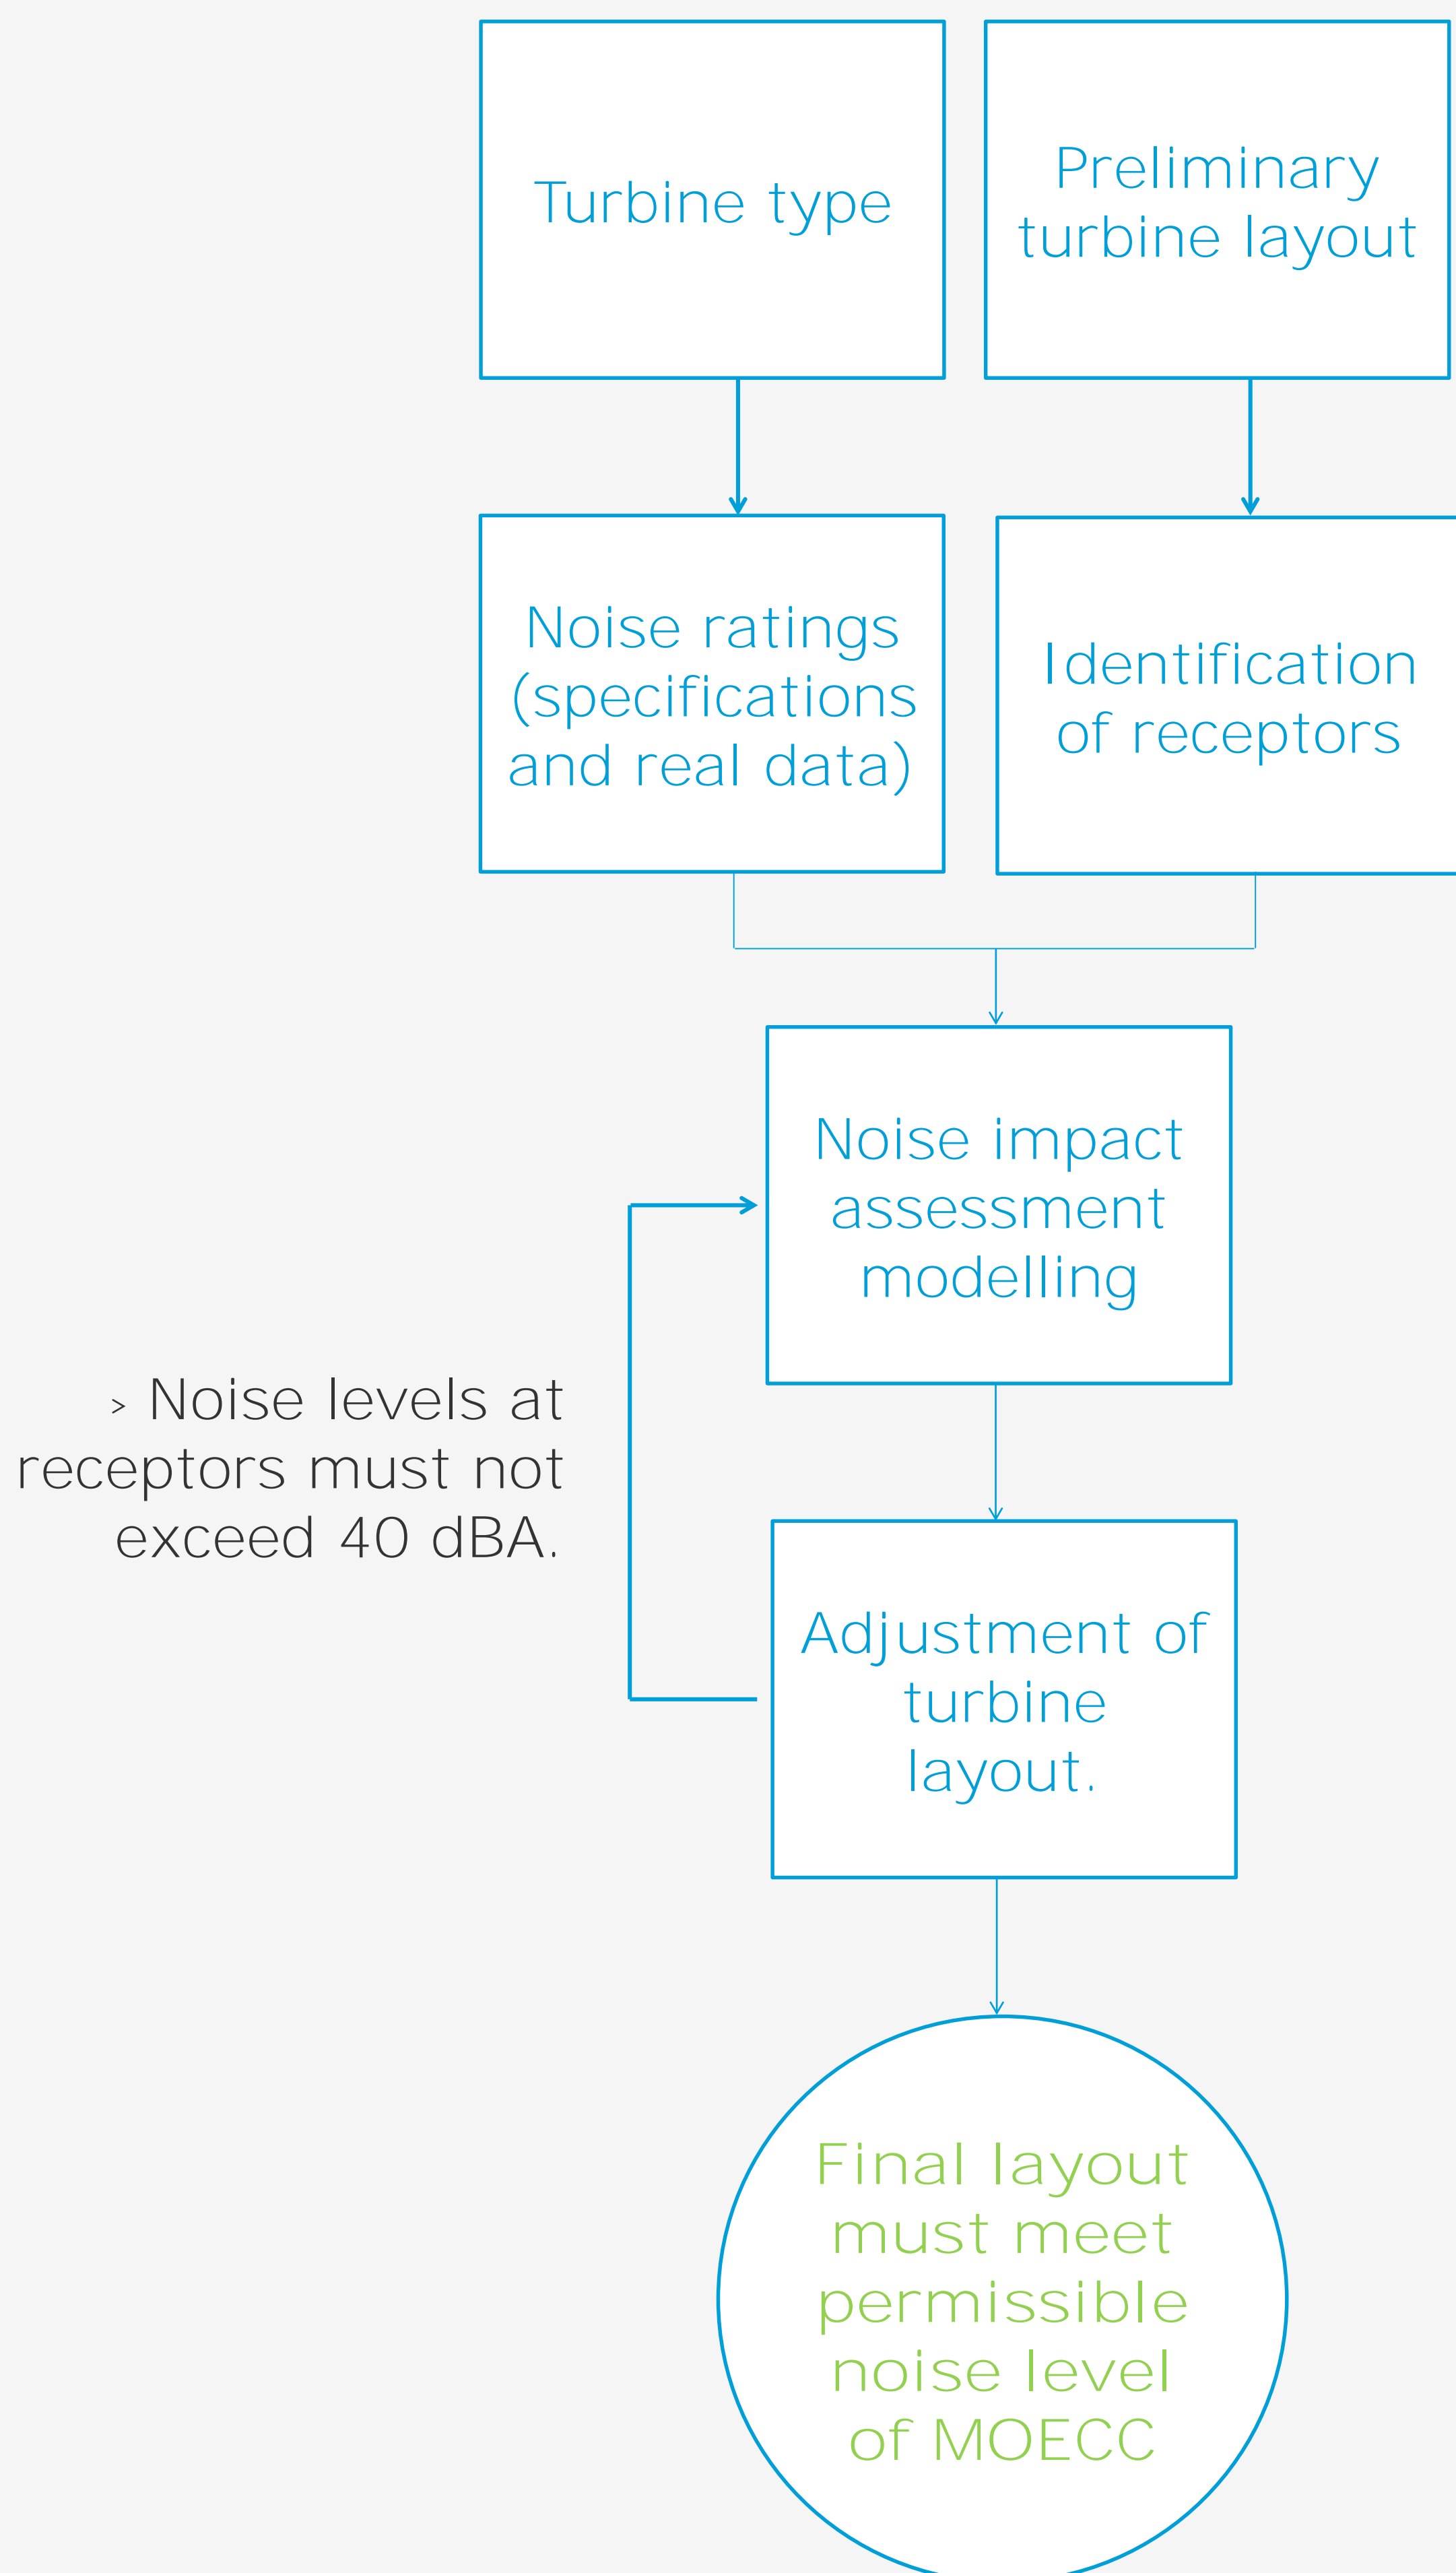 Turbine type
Preliminary
turbine layout
Noise ratings
(specifications
and real data)
Identification
of receptors
Noise impact
assessment
modelling
> Noise levels at
receptors must not
exceed 40 dBA.
Adjustment of
turbine
layout.
Final layout
must meet
permissible
noise level
of MOECC